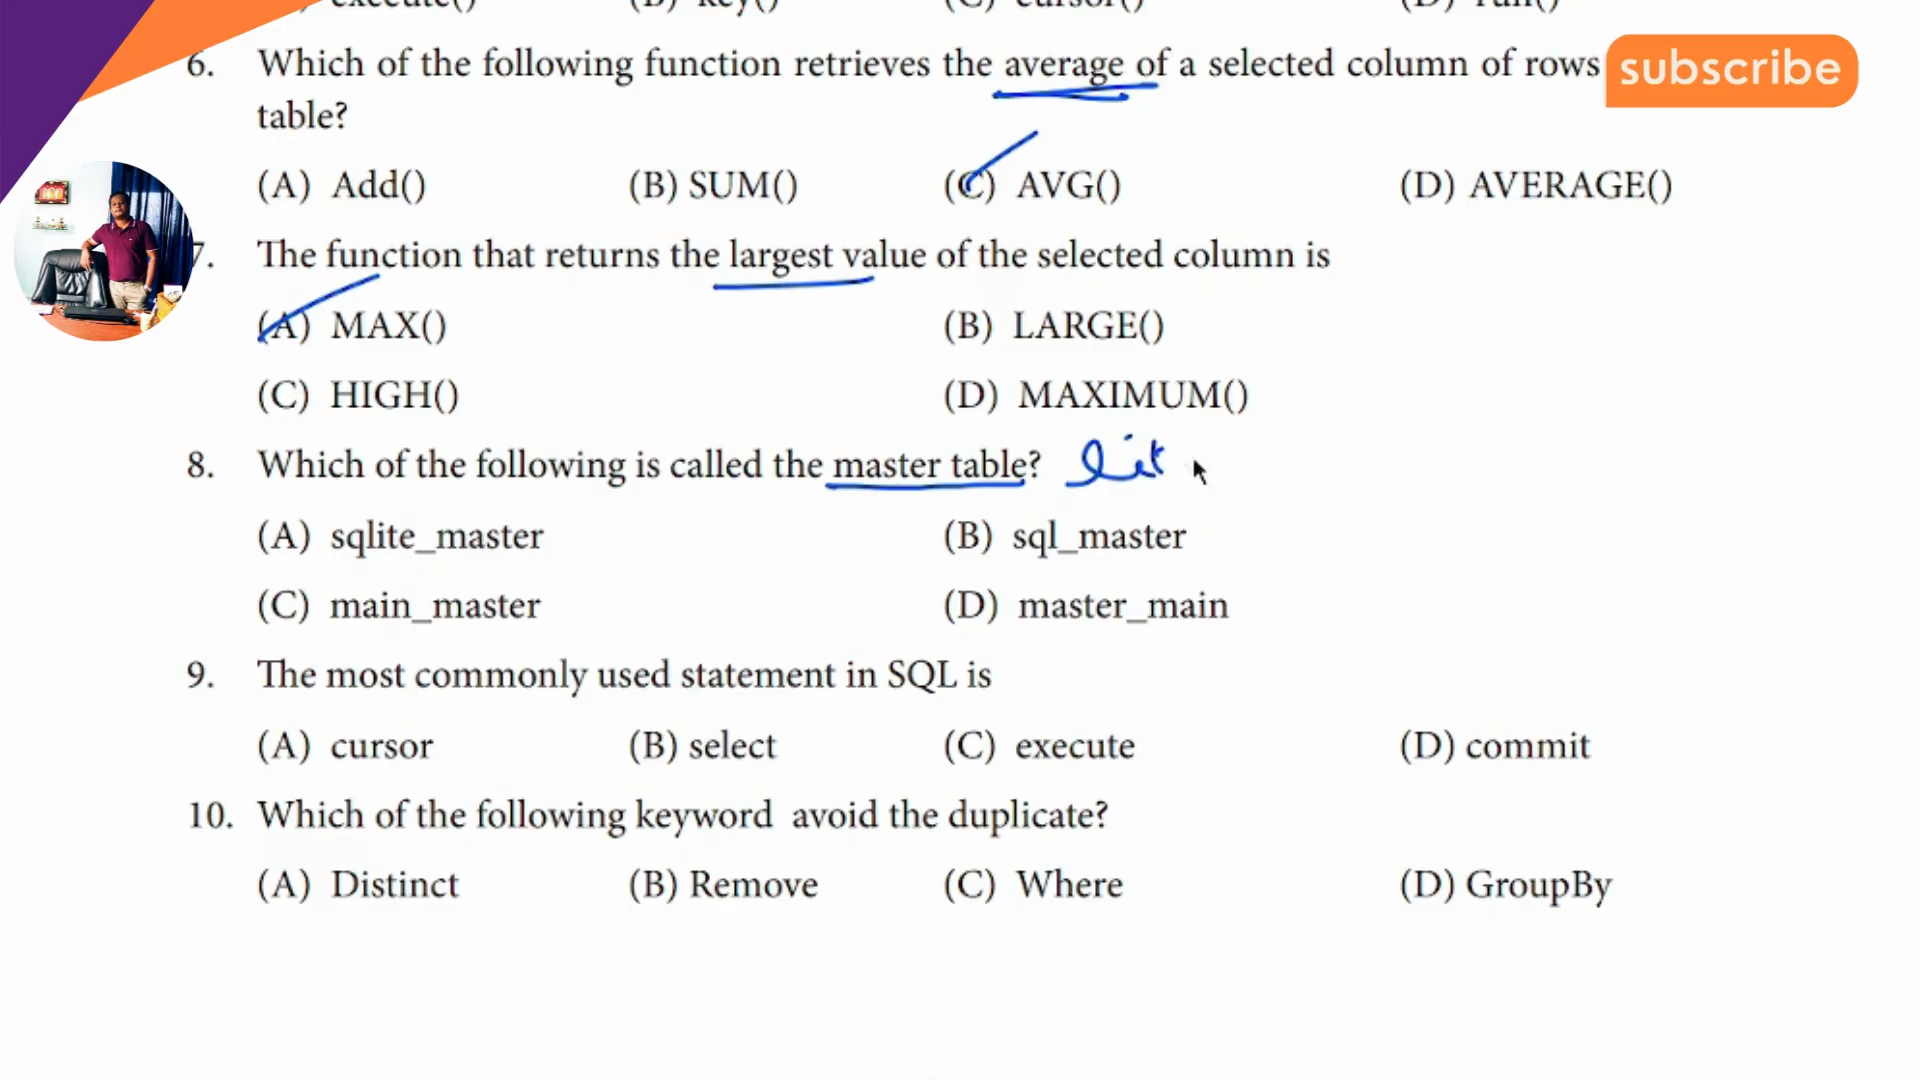 execute() (B) key() (C) cursor() (D) run()
6. Which of the following function retrieves the average of a selected column of rows
subscribe
table?
(A) Add() (B) SUM() (C) AVG() (D) AVERAGE()
7. The function that returns the largest value of the selected column is
(A) MAX() (B) LARGE()
(C) HIGH() (D) MAXIMUM()
8. Which of the following is called the master table?
(A) sqlite_master (B) sql_master
(C) main_master (D) master_main
9. The most commonly used statement in SQL is
(A) cursor (B) select (C) execute (D) commit
10. Which of the following keyword avoid the duplicate?
(A) Distinct (B) Remove (C) Where (D) GroupBy